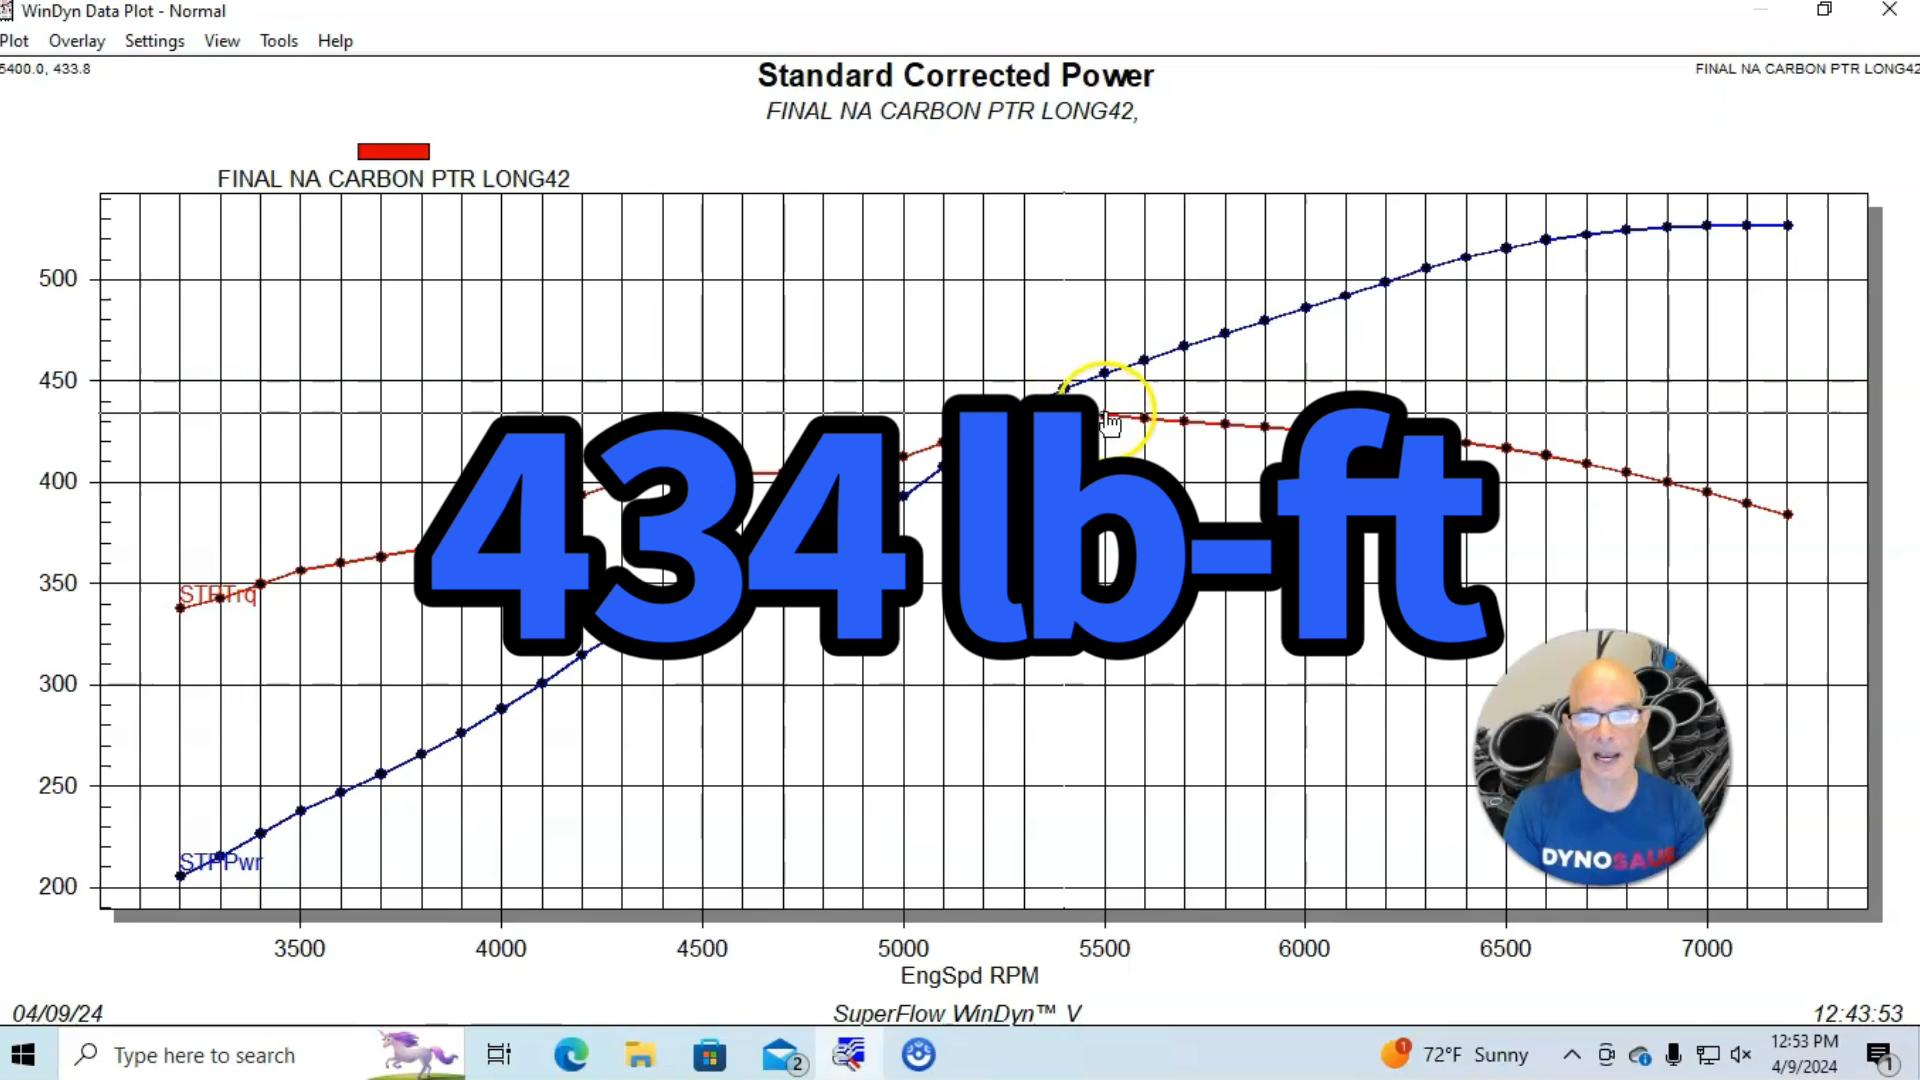 WinDyn Data Plot - Normal
Plot Overlay Settings View Tools Help
5400.0, 433.8
FINAL NA CARBON PTR LONG42
Standard Corrected Power
FINAL NA CARBON PTR LONG42,
FINAL NA CARBON PTR LONG42
500
450
400
350
300
250
200
STPTrq
STPPwr
434 lb-ft
DYNOSAUR
3500 4000 4500 5000 5500 6000 6500 7000
EngSpd RPM
04/09/24
SuperFlow WinDyn™ V
12:43:53
Type here to search
2
1
72°F Sunny
12:53 PM
4/9/2024
1